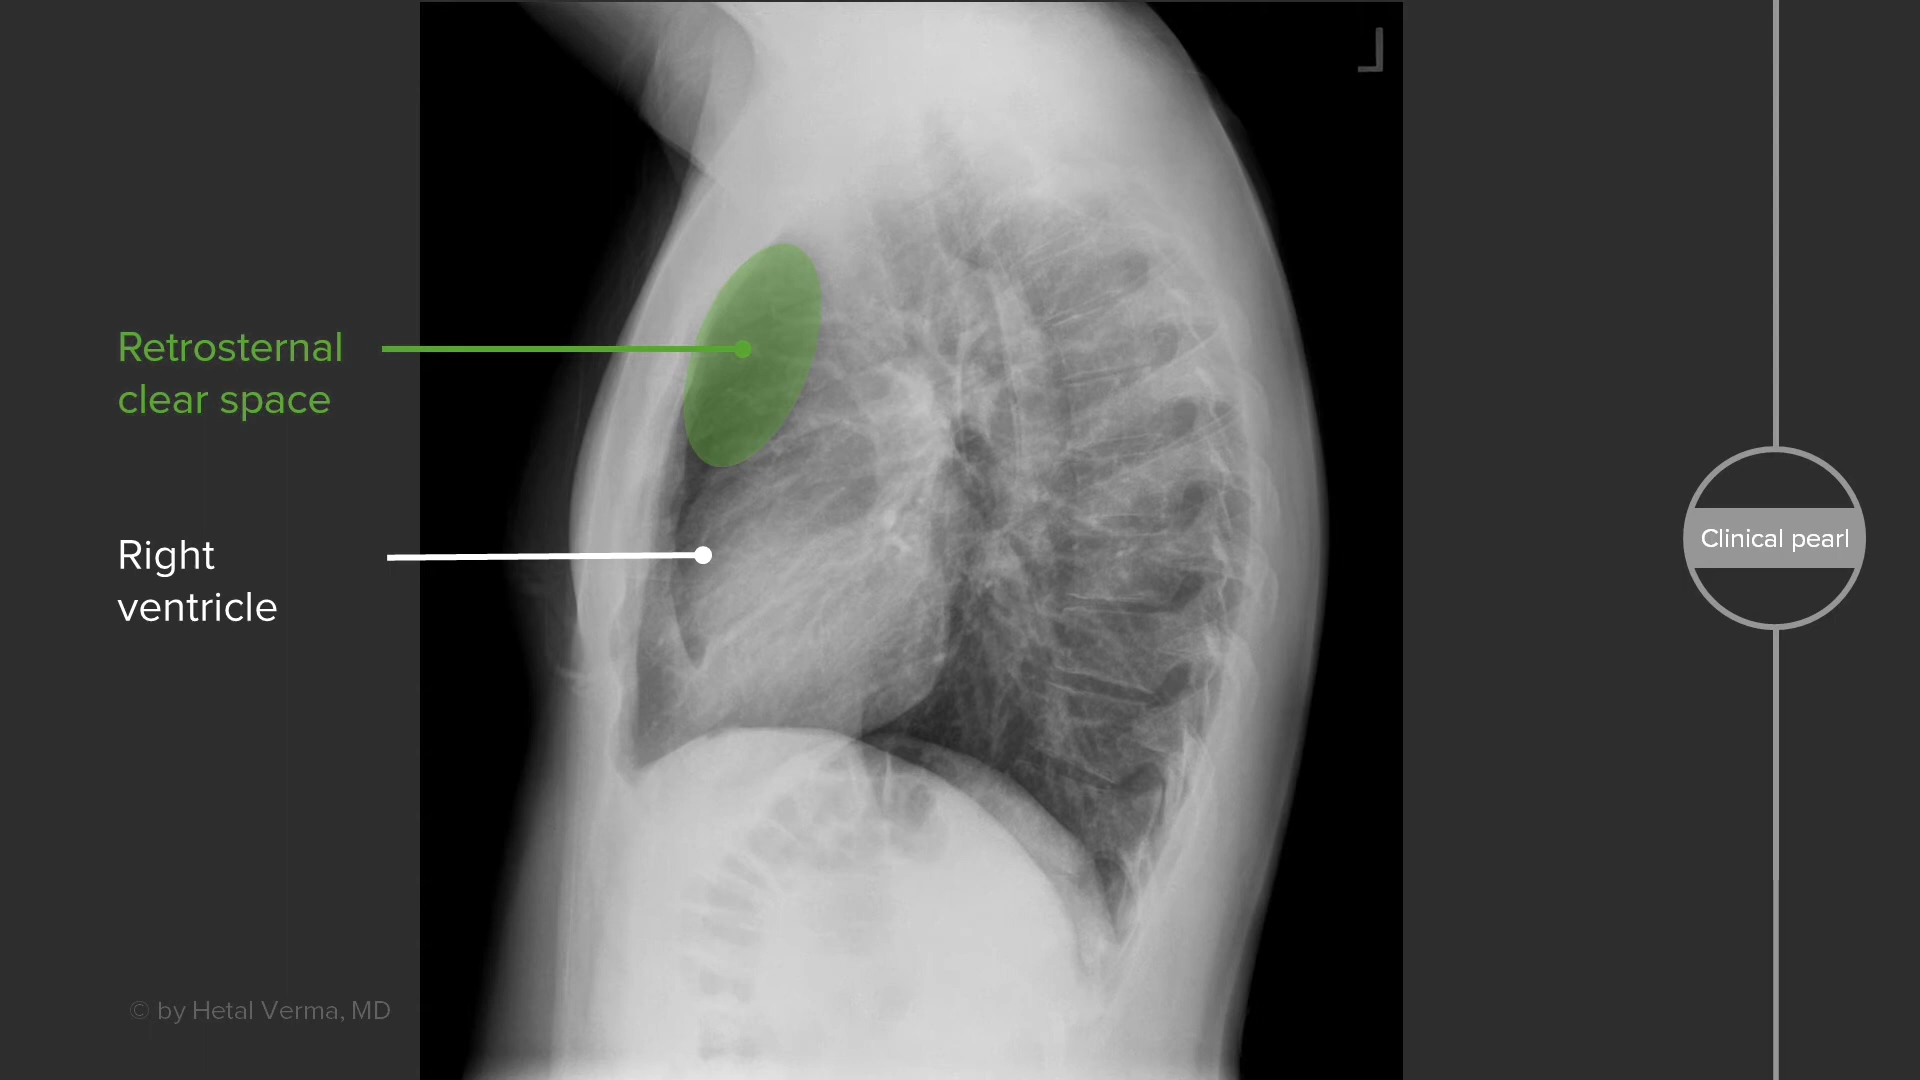 Retrosternal
clear space
Right
ventricle
Clinical pearl
© by Hetal Verma, MD
L